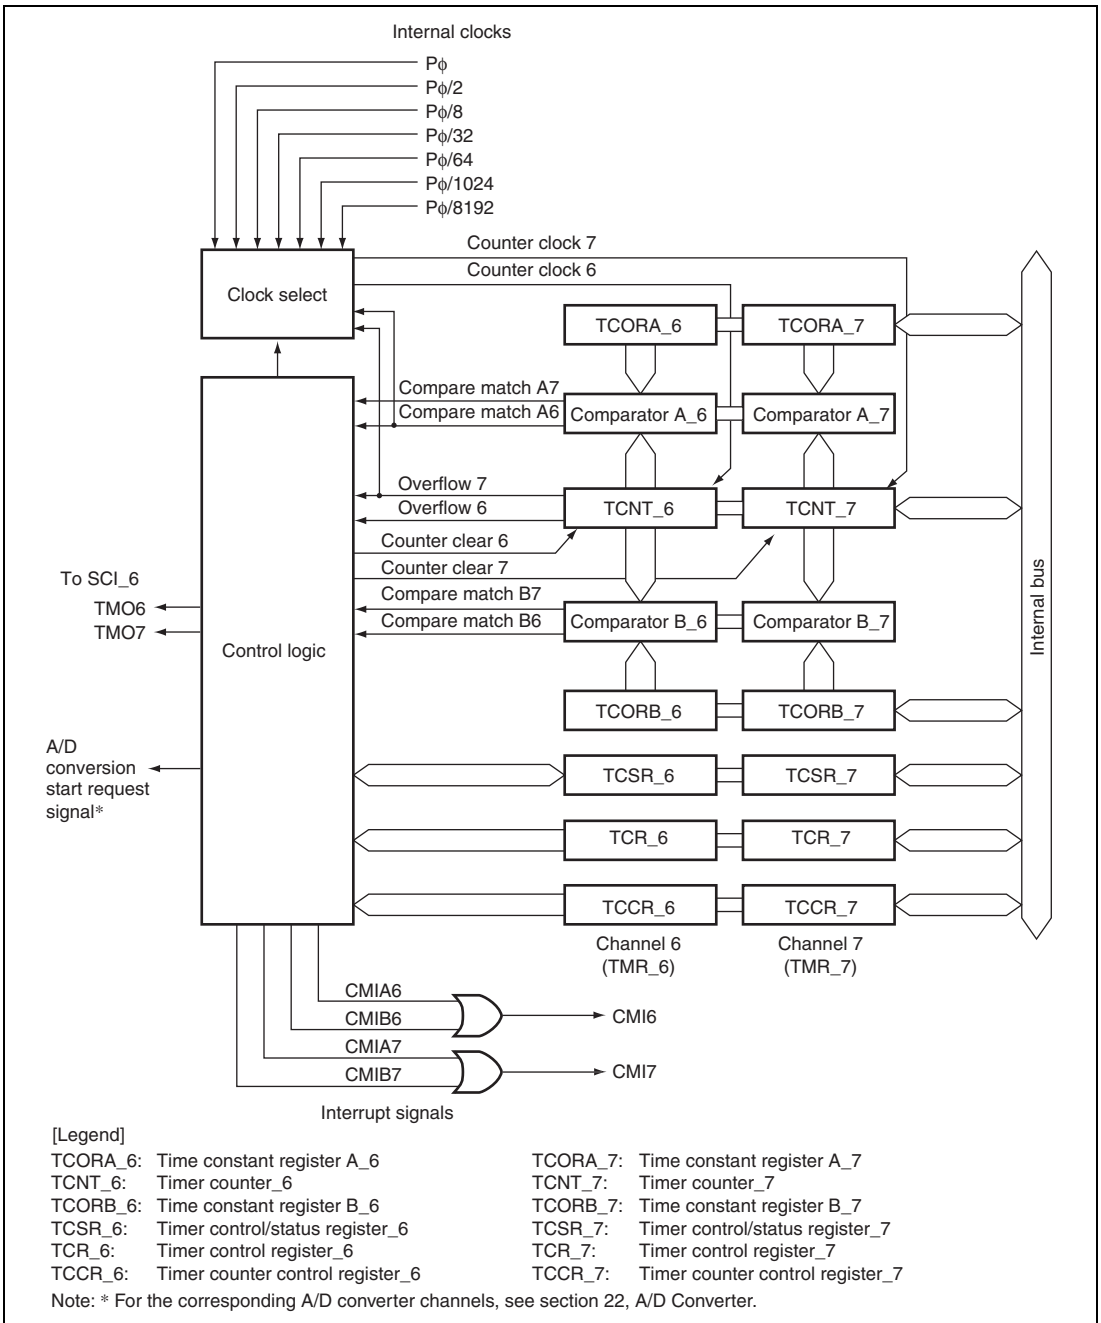 Internal clocks
Pϕ
Pϕ/2
Pϕ/8
Pϕ/32
Pϕ/64
Pϕ/1024
Pϕ/8192
Counter clock 7
Counter clock 6
Clock select
TCORA_6
TCORA_7
Compare match A7
Compare match A6
Comparator A_6
Comparator A_7
Overflow 7
Overflow 6
TCNT_6
TCNT_7
Counter clear 6
Counter clear 7
To SCI_6
TMO6
TMO7
Compare match B7
Compare match B6
Comparator B_6
Comparator B_7
Control logic
Internal bus
TCORB_6
TCORB_7
A/D
conversion
start request
signal*
TCSR_6
TCSR_7
TCR_6
TCR_7
TCCR_6
TCCR_7
Channel 6
(TMR_6)
Channel 7
(TMR_7)
CMIA6
CMIB6
CMI6
CMIA7
CMIB7
CMI7
Interrupt signals
[Legend]
TCORA_6: Time constant register A_6
TCORA_7: Time constant register A_7
TCNT_6: Timer counter_6
TCNT_7: Timer counter_7
TCORB_6: Time constant register B_6
TCORB_7: Time constant register B_7
TCSR_6: Timer control/status register_6
TCSR_7: Timer control/status register_7
TCR_6: Timer control register_6
TCR_7: Timer control register_7
TCCR_6: Timer counter control register_6
TCCR_7: Timer counter control register_7
Note: * For the corresponding A/D converter channels, see section 22, A/D Converter.